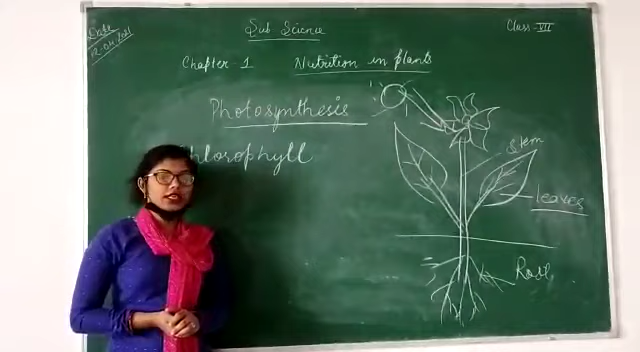 Date
12.04.2021
Sub Science
Class-VII
Chapter-1 Nutrition in plants
Photosynthesis
hlorophyll
stem
leaves
Root